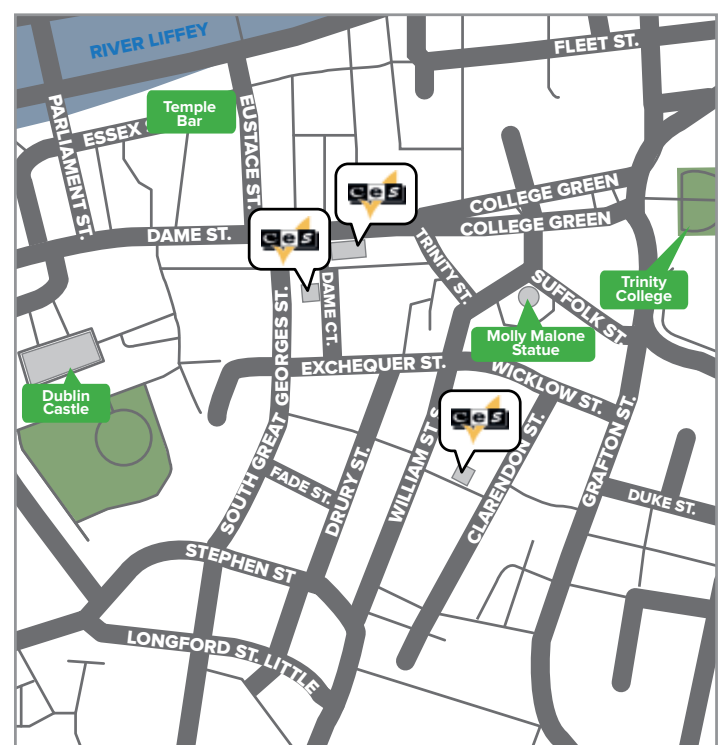 RIVER LIFFEY
FLEET ST.
PARLIAMENT ST.
ESSEX
Temple
Bar
EUSTACE ST.
ces
COLLEGE GREEN
COLLEGE GREEN
DAME ST.
ces
TRINITY ST.
Trinity
College
DAME CT.
SUFFOLK ST.
Molly Malone
Statue
SOUTH GREAT GEORGES ST.
EXCHEQUER ST.
WICKLOW ST.
Dublin
Castle
ces
WILLIAM ST S
CLARENDON ST.
GRAFTON ST.
FADE ST.
DRURY ST.
DUKE ST.
STEPHEN ST
LONGFORD ST. LITTLE